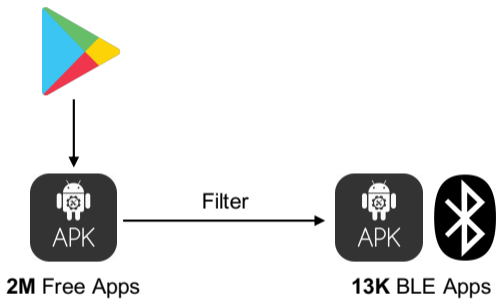 APK
Filter
APK
2M Free Apps
13K BLE Apps